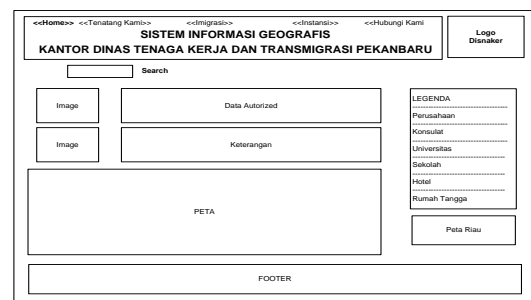 <<Home>> <<Tenatang Kami>> <<Imigrasi>> <<Instansi>> <<Hubungi Kami
SISTEM INFORMASI GEOGRAFIS
KANTOR DINAS TENAGA KERJA DAN TRANSMIGRASI PEKANBARU
Logo
Disnaker
Search
Image
Data Autorized
Image
Keterangan
LEGENDA
Perusahaan
Konsulat
Universitas
Sekolah
Hotel
Rumah Tangga
PETA
Peta Riau
FOOTER